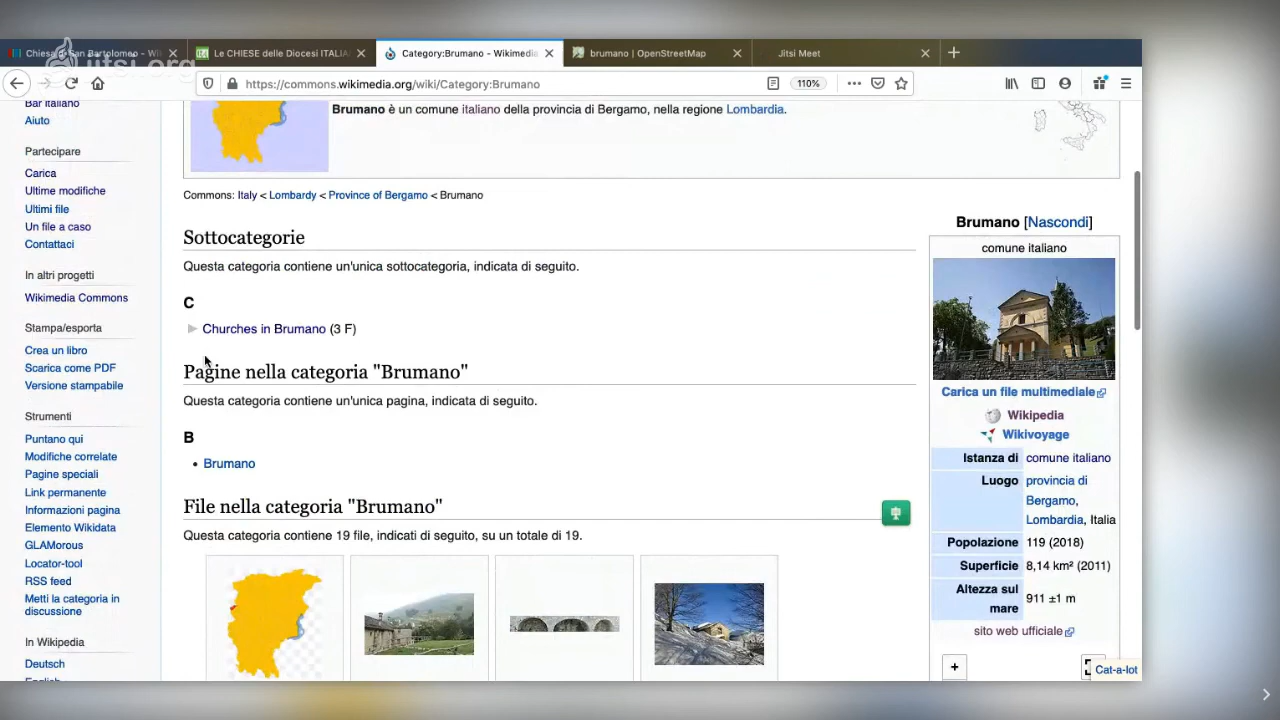 jitsi.org
Chiesa di San Bartolomeo - Wi
Le CHIESE delle Diocesi ITALIA
Category:Brumano - Wikimedia
brumano | OpenStreetMap
Jitsi Meet
https://commons.wikimedia.org/wiki/Category:Brumano
110%
Bar italiano
Aiuto
Partecipare
Carica
Ultime modifiche
Ultimi file
Un file a caso
Contattaci
In altri progetti
Wikimedia Commons
Stampa/esporta
Crea un libro
Scarica come PDF
Versione stampabile
Strumenti
Puntano qui
Modifiche correlate
Pagine speciali
Link permanente
Informazioni pagina
Elemento Wikidata
GLAMorous
Locator-tool
RSS feed
Metti la categoria in
discussione
In Wikipedia
Deutsch
Brumano è un comune italiano della provincia di Bergamo, nella regione Lombardia.
Commons: Italy < Lombardy < Province of Bergamo < Brumano
Sottocategorie
Questa categoria contiene un'unica sottocategoria, indicata di seguito.
C
Churches in Brumano (3 F)
Pagine nella categoria "Brumano"
Questa categoria contiene un'unica pagina, indicata di seguito.
B
• Brumano
File nella categoria "Brumano"
Questa categoria contiene 19 file, indicati di seguito, su un totale di 19.
Brumano [Nascondi]
comune italiano
Carica un file multimediale
Wikipedia
Wikivoyage
Istanza di comune italiano
Luogo provincia di
Bergamo,
Lombardia, Italia
Popolazione 119 (2018)
Superficie 8,14 km² (2011)
Altezza sul 911 ±1 m
mare
sito web ufficiale
+
Cat-a-lot